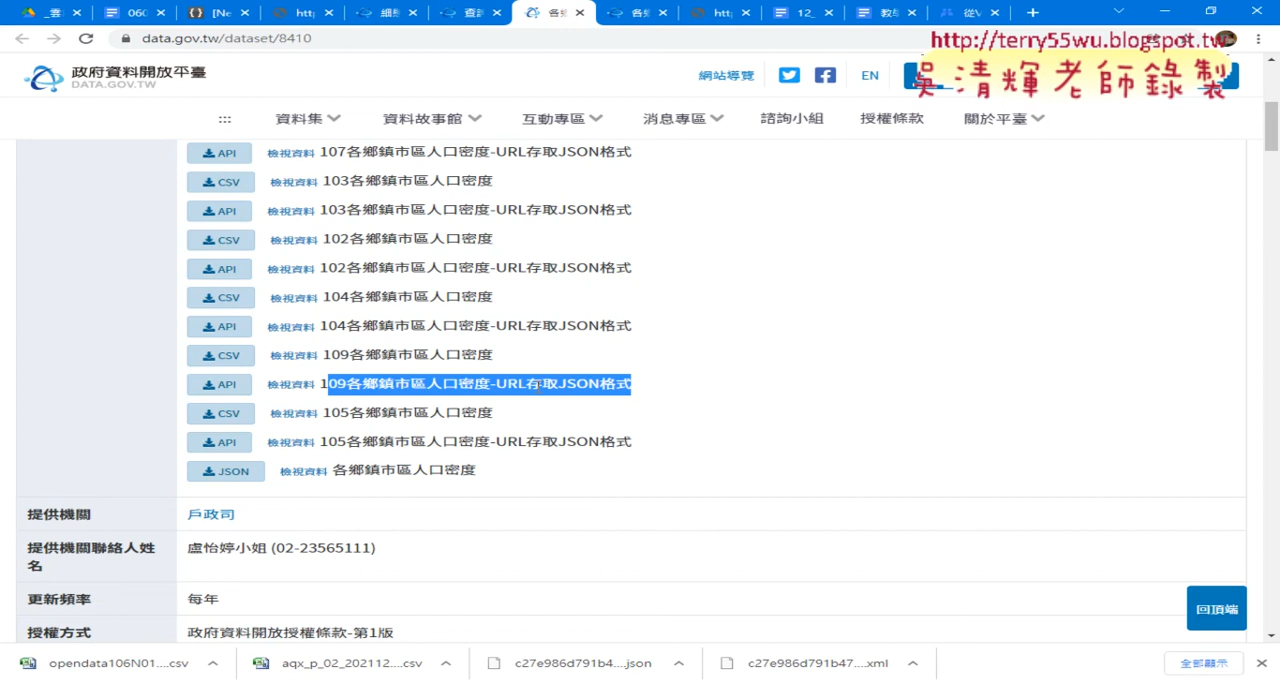 _雲
060
[Ne
http
細懸
查詢
各
各
http
12_
教
從V
data.gov.tw/dataset/8410
http://terry55wu.blogspot.tw
吳清輝老師錄製
政府資料開放平臺
DATA.GOV.TW
網站導覽
EN
:::
資料集
資料故事館
互動專區
消息專區
諮詢小組
授權條款
關於平臺
API 檢視資料 107各鄉鎮市區人口密度-URL存取JSON格式
CSV 檢視資料 103各鄉鎮市區人口密度
API 檢視資料 103各鄉鎮市區人口密度-URL存取JSON格式
CSV 檢視資料 102各鄉鎮市區人口密度
API 檢視資料 102各鄉鎮市區人口密度-URL存取JSON格式
CSV 檢視資料 104各鄉鎮市區人口密度
API 檢視資料 104各鄉鎮市區人口密度-URL存取JSON格式
CSV 檢視資料 109各鄉鎮市區人口密度
API 檢視資料 109各鄉鎮市區人口密度-URL存取JSON格式
CSV 檢視資料 105各鄉鎮市區人口密度
API 檢視資料 105各鄉鎮市區人口密度-URL存取JSON格式
JSON 檢視資料 各鄉鎮市區人口密度
提供機關 戶政司
提供機關聯絡人姓名 盧怡婷小姐 (02-23565111)
更新頻率 每年
授權方式 政府資料開放授權條款-第1版
回頂端
opendata106N01....csv
aqx_p_02_202112....csv
c27e986d791b4....json
c27e986d791b47....xml
全部顯示